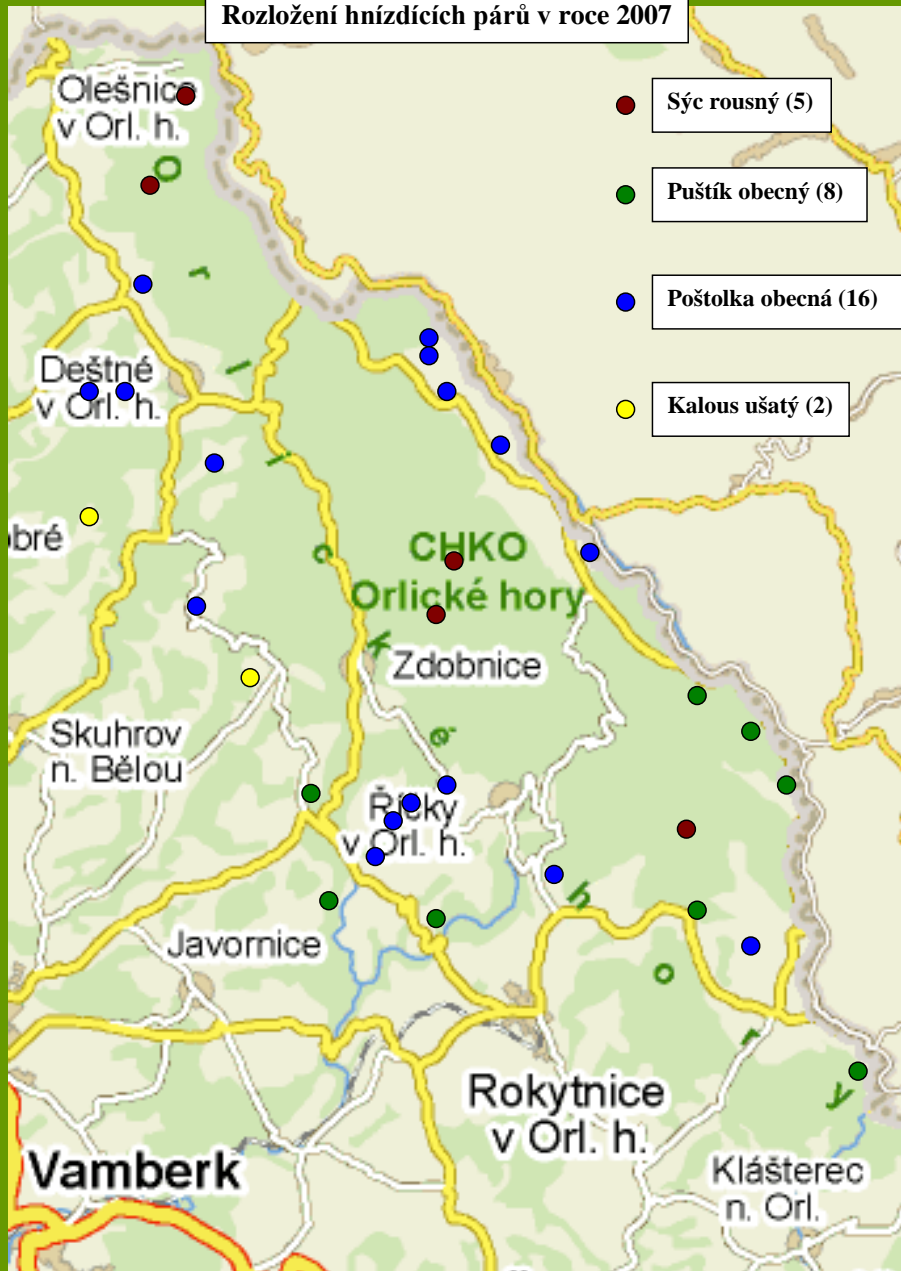 Rozložení hnízdících párů v roce 2007
Olešnice
v Orl. h.
Sýc rousný (5)
Puštík obecný (8)
Poštolka obecná (16)
Kalous ušatý (2)
Deštné
v Orl. h.
obré
CHKO
Orlické hory
Zdobnice
Skuhrov
n. Bělou
Říčky
v Orl. h.
Javornice
Rokytnice
v Orl. h.
Vamberk
Klášterec
n. Orl.
O r l i c k é h o r y